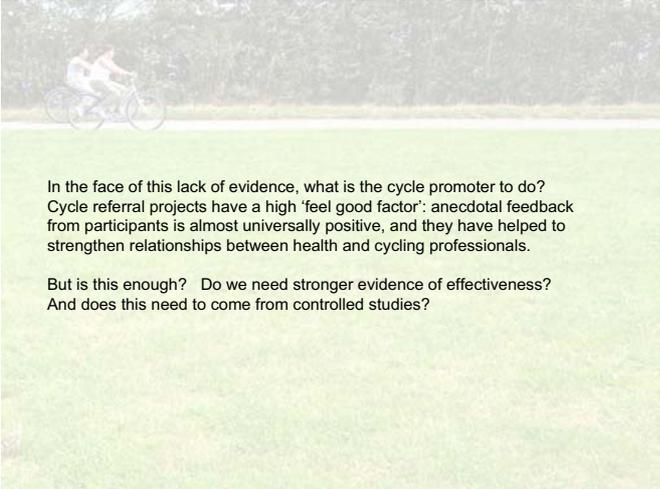 In the face of this lack of evidence, what is the cycle promoter to do?
Cycle referral projects have a high ‘feel good factor’: anecdotal feedback
from participants is almost universally positive, and they have helped to
strengthen relationships between health and cycling professionals.
But is this enough?   Do we need stronger evidence of effectiveness?
And does this need to come from controlled studies?